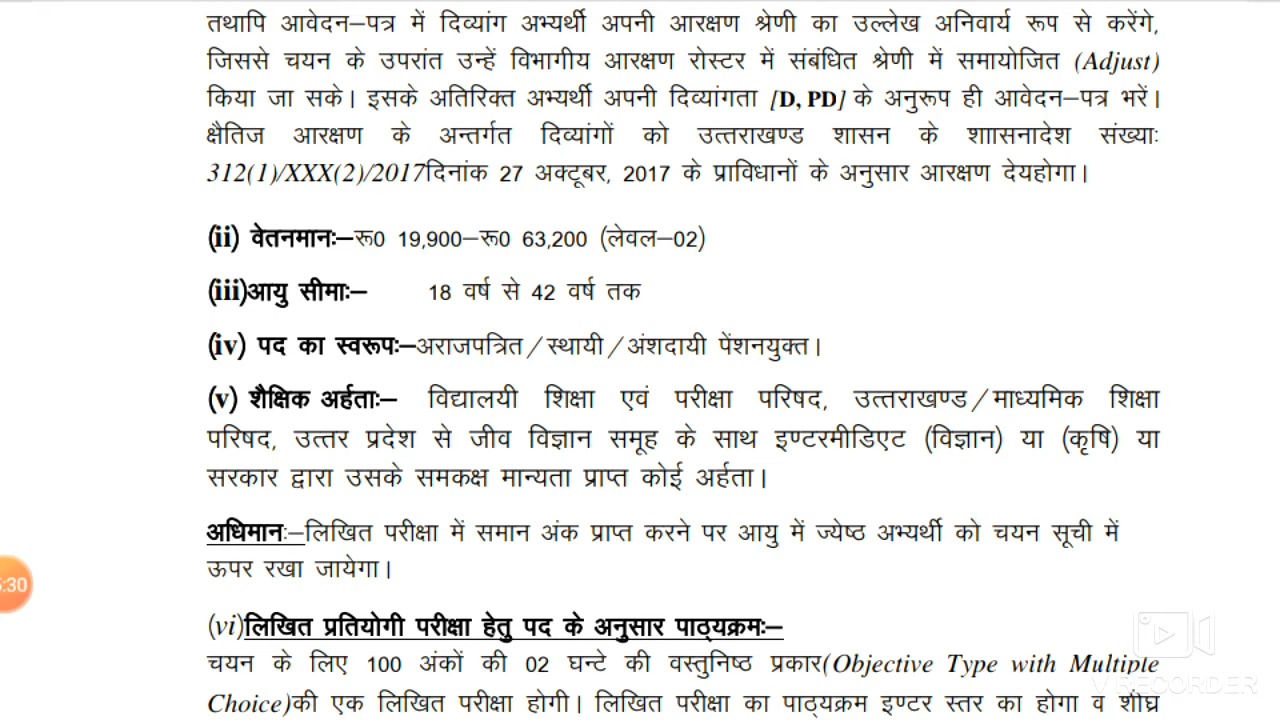 तथापि आवेदन–पत्र में दिव्यांग अभ्यर्थी अपनी आरक्षण श्रेणी का उल्लेख अनिवार्य रूप से करेंगे,
जिससे चयन के उपरांत उन्हें विभागीय आरक्षण रोस्टर में संबंधित श्रेणी में समायोजित (Adjust)
किया जा सके। इसके अतिरिक्त अभ्यर्थी अपनी दिव्यांगता [D, PD] के अनुरूप ही आवेदन–पत्र भरें।
क्षैतिज आरक्षण के अन्तर्गत दिव्यांगों को उत्तराखण्ड शासन के शाासनादेश संख्याः
312(1)/XXX(2)/2017दिनांक 27 अक्टूबर, 2017 के प्राविधानों के अनुसार आरक्षण देयहोगा।
(ii) वेतनमानः–रू0 19,900–रू0 63,200 (लेवल–02)
(iii)आयु सीमाः– 18 वर्ष से 42 वर्ष तक
(iv) पद का स्वरूपः–अराजपत्रित/स्थायी/अंशदायी पेंशनयुक्त।
(v) शैक्षिक अर्हताः– विद्यालयी शिक्षा एवं परीक्षा परिषद, उत्तराखण्ड/माध्यमिक शिक्षा
परिषद, उत्तर प्रदेश से जीव विज्ञान समूह के साथ इण्टरमीडिएट (विज्ञान) या (कृषि) या
सरकार द्वारा उसके समकक्ष मान्यता प्राप्त कोई अर्हता।
अधिमानः–लिखित परीक्षा में समान अंक प्राप्त करने पर आयु में ज्येष्ठ अभ्यर्थी को चयन सूची में
ऊपर रखा जायेगा।
5:30
(vi)लिखित प्रतियोगी परीक्षा हेतु पद के अनुसार पाठ्यक्रमः–
चयन के लिए 100 अंकों की 02 घन्टे की वस्तुनिष्ठ प्रकार(Objective Type with Multiple
Choice)की एक लिखित परीक्षा होगी। लिखित परीक्षा का पाठ्यक्रम इण्टर स्तर का होगा व शीघ्र
V RECORDER